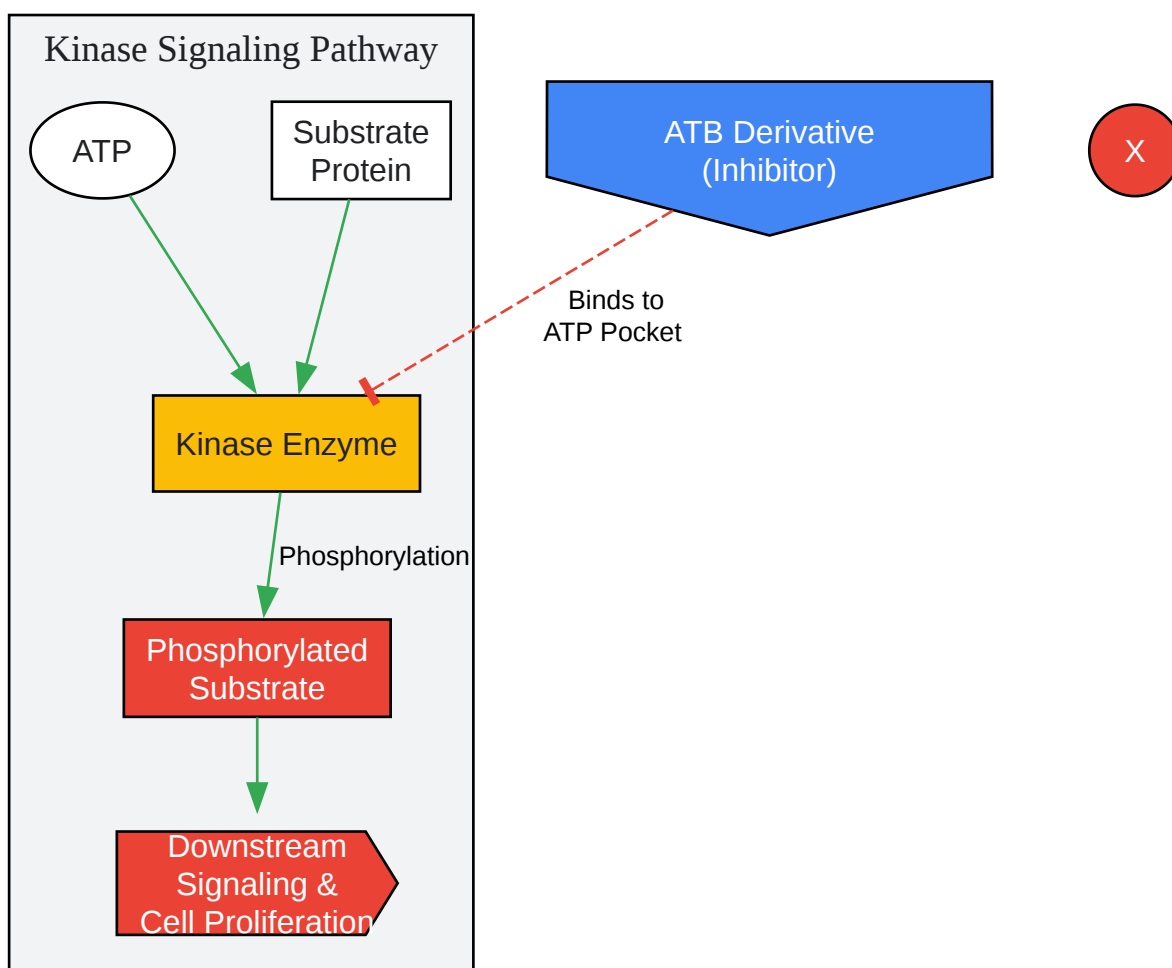 Kinase Signaling Pathway
ATP
Substrate
Protein
ATB Derivative
(Inhibitor)
X
Binds to
ATP Pocket
Kinase Enzyme
Phosphorylation
Phosphorylated
Substrate
Downstream
Signaling &
Cell Proliferation